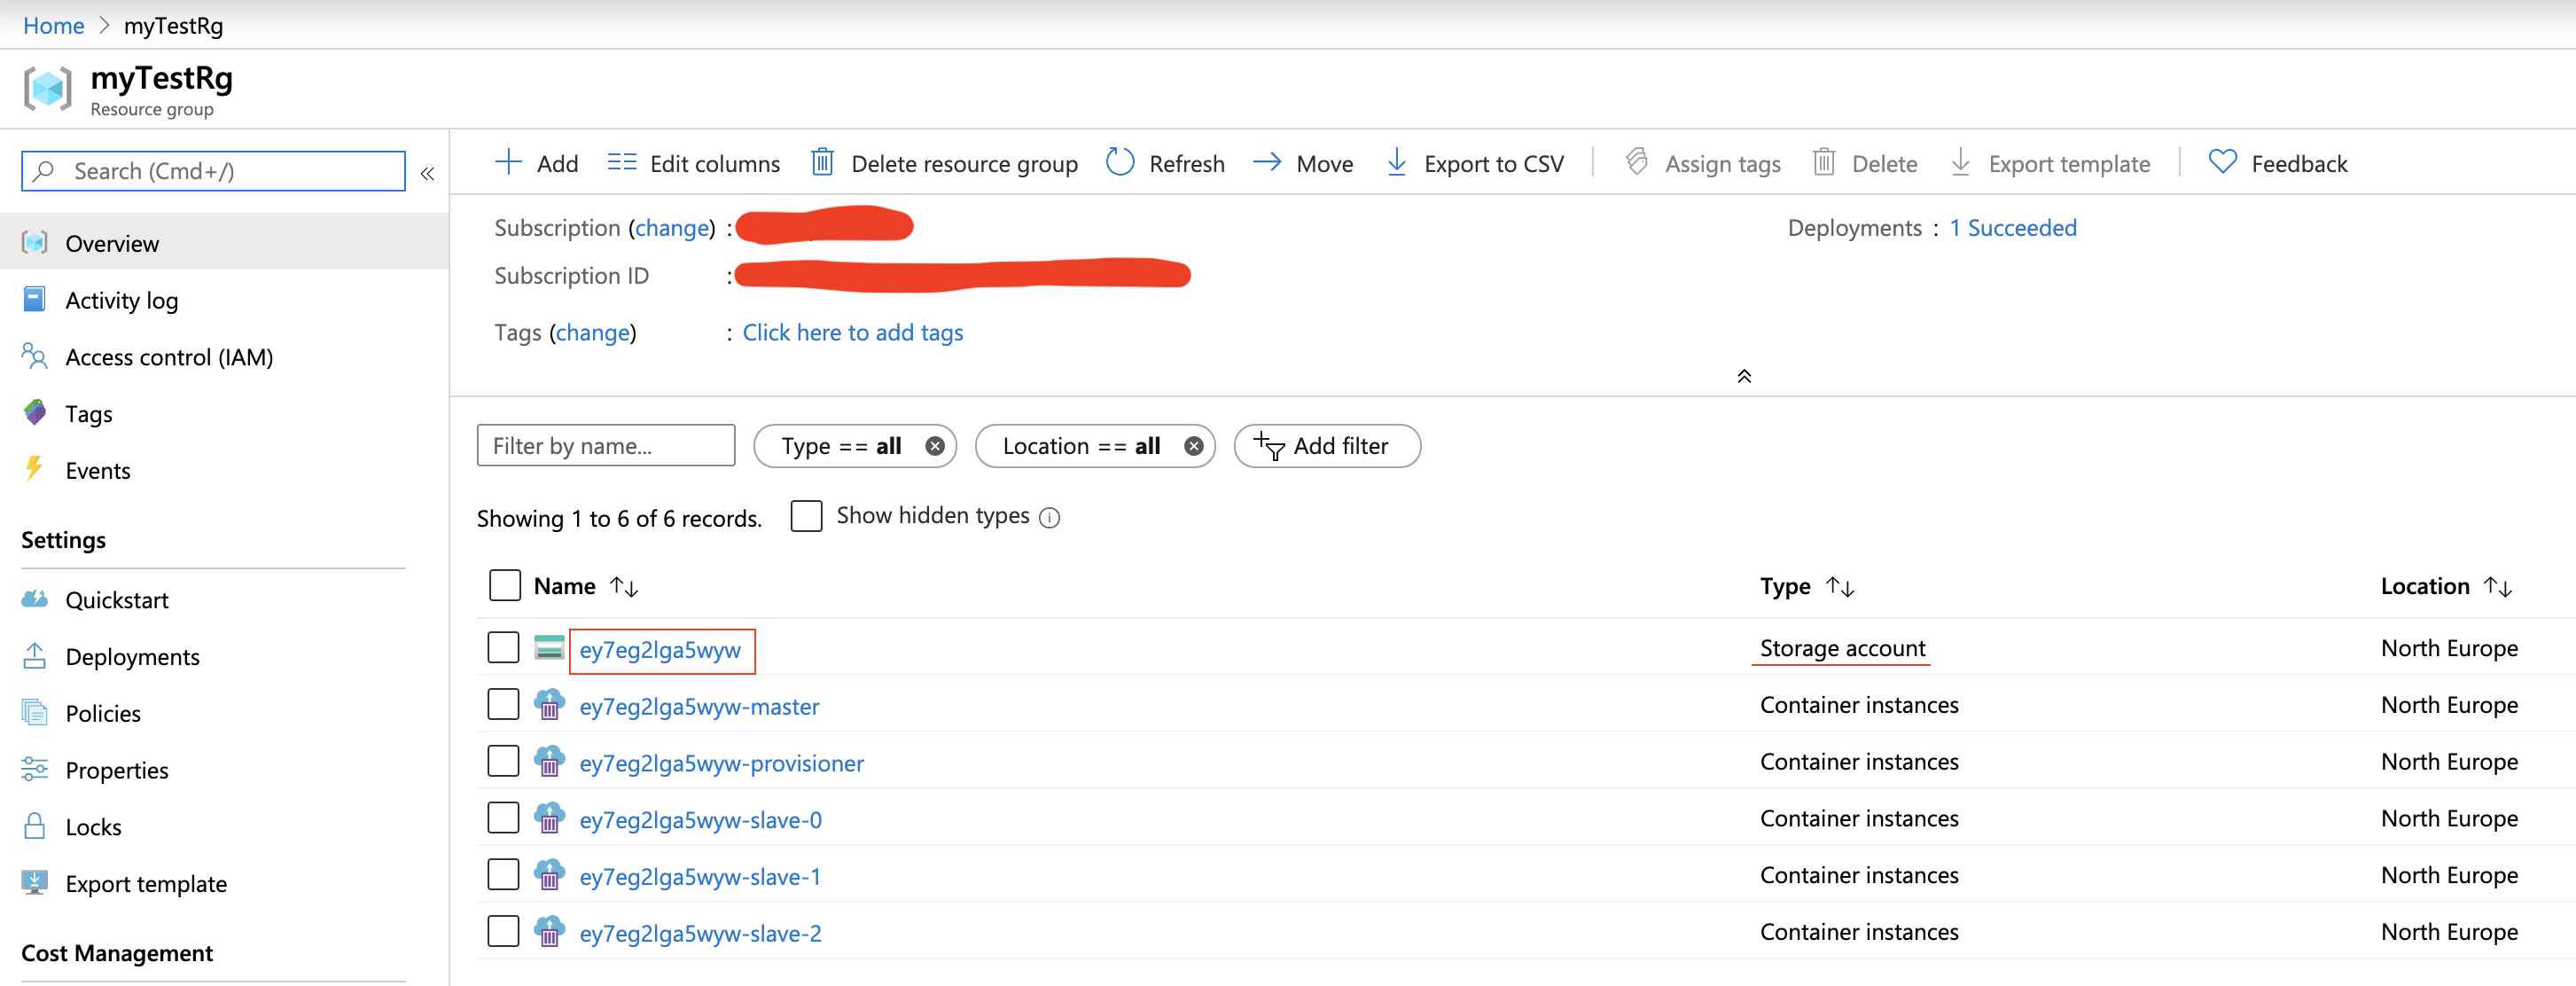 Home > myTestRg
myTestRg
Resource group
Search (Cmd+/)
«
Overview
Activity log
Access control (IAM)
Tags
Events
Settings
Quickstart
Deployments
Policies
Properties
Locks
Export template
Cost Management
Add Edit columns Delete resource group Refresh Move Export to CSV Assign tags Delete Export template Feedback
Subscription (change) : Deployments : 1 Succeeded
Subscription ID :
Tags (change) : Click here to add tags
Filter by name... Type == all Location == all Add filter
Showing 1 to 6 of 6 records. Show hidden types
Name ↑↓ Type ↑↓ Location ↑↓
ey7eg2lga5wyw Storage account North Europe
ey7eg2lga5wyw-master Container instances North Europe
ey7eg2lga5wyw-provisioner Container instances North Europe
ey7eg2lga5wyw-slave-0 Container instances North Europe
ey7eg2lga5wyw-slave-1 Container instances North Europe
ey7eg2lga5wyw-slave-2 Container instances North Europe